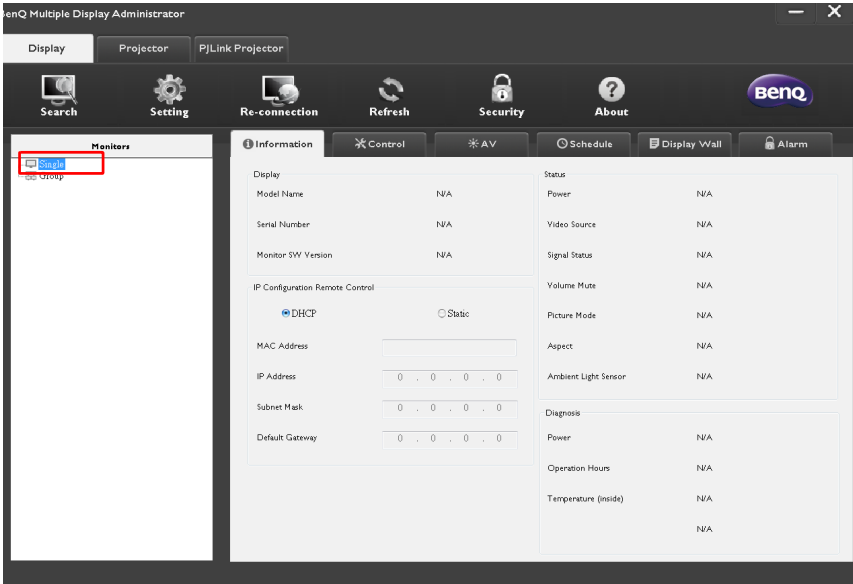 BenQ Multiple Display Administrator
Display Projector PJLink Projector
Search Setting Re-connection Refresh Security About BenQ
Monitors
Single
Group
Information Control AV Schedule Display Wall Alarm
Display
Model Name N/A
Serial Number N/A
Monitor SW Version N/A
IP Configuration Remote Control
DHCP Static
MAC Address
IP Address 0 . 0 . 0 . 0
Subnet Mask 0 . 0 . 0 . 0
Default Gateway 0 . 0 . 0 . 0
Status
Power N/A
Video Source N/A
Signal Status N/A
Volume Mute N/A
Picture Mode N/A
Aspect N/A
Ambient Light Sensor N/A
Diagnosis
Power N/A
Operation Hours N/A
Temperature (inside) N/A
N/A